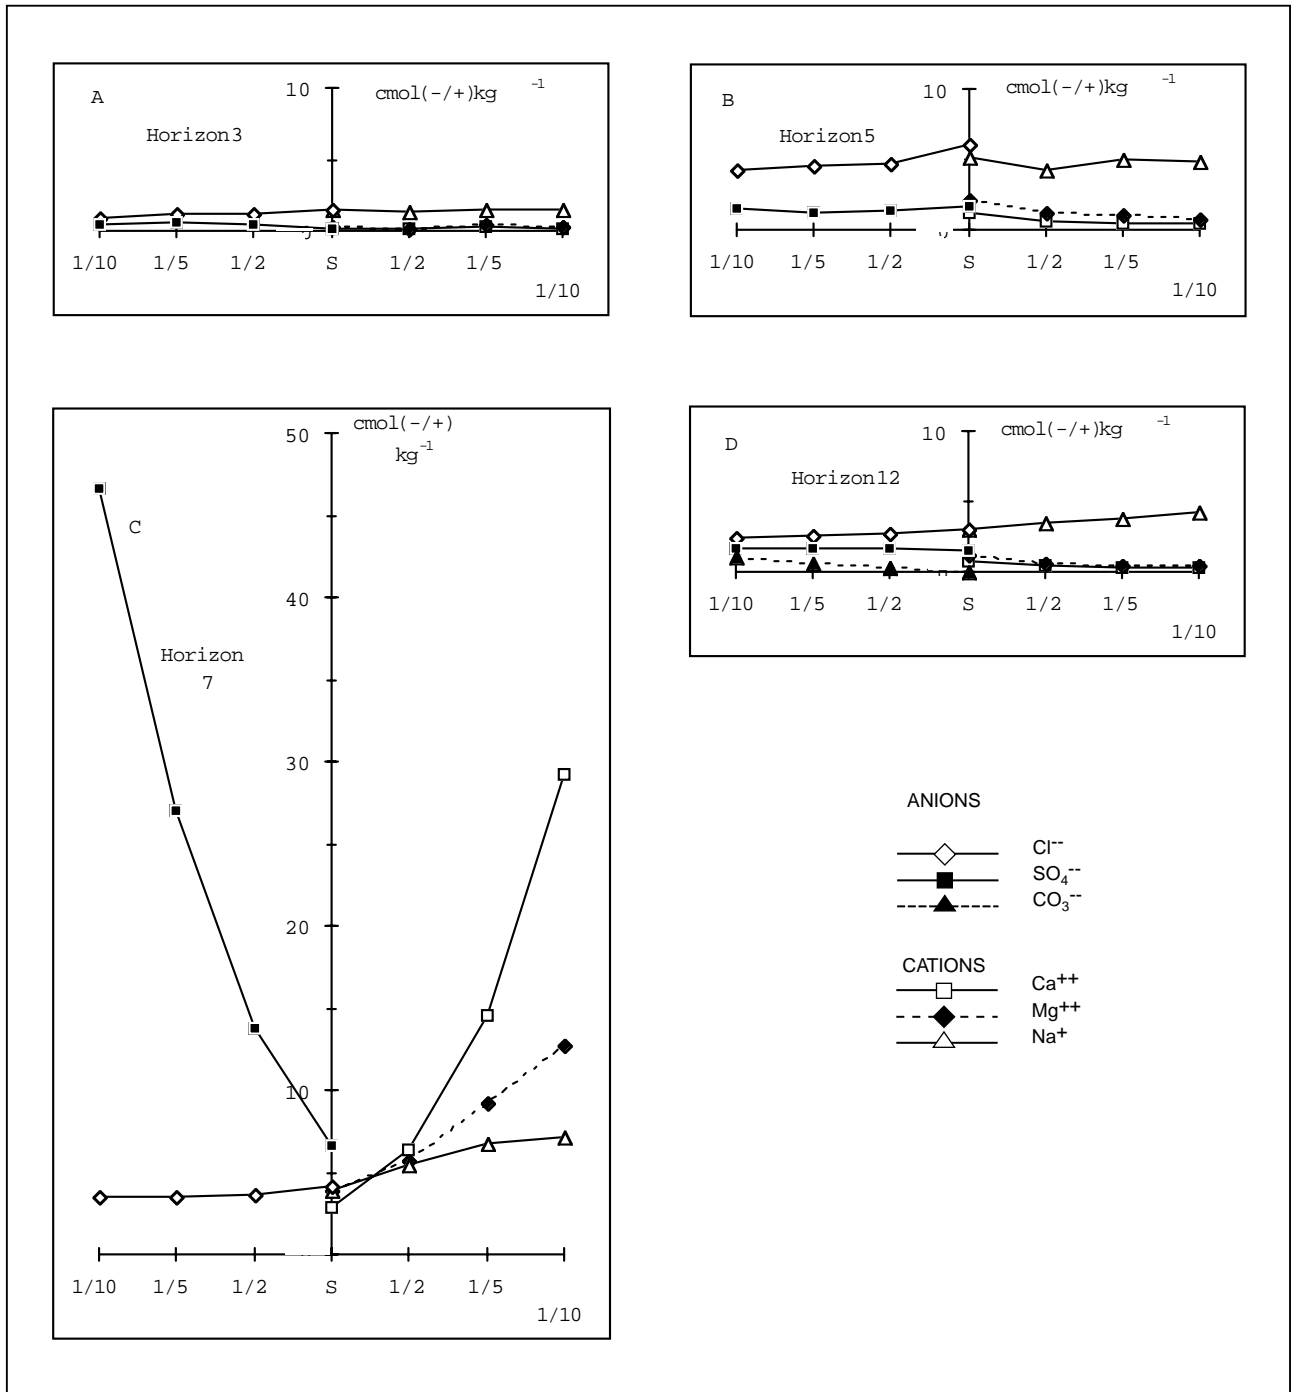 A
10
cmol(-/+)kg -1
Horizon3
1/10 1/5 1/2 S 1/2 1/5
1/10
B
10
cmol(-/+)kg -1
Horizon5
1/10 1/5 1/2 S 1/2 1/5
1/10
50
cmol(-/+)
kg-1
C
40
Horizon
7
30
20
10
1/10 1/5 1/2 S 1/2 1/5
1/10
D
10
cmol(-/+)kg -1
Horizon12
1/10 1/5 1/2 S 1/2 1/5
1/10
ANIONS
Cl--
SO4--
CO3--
CATIONS
Ca++
Mg++
Na+